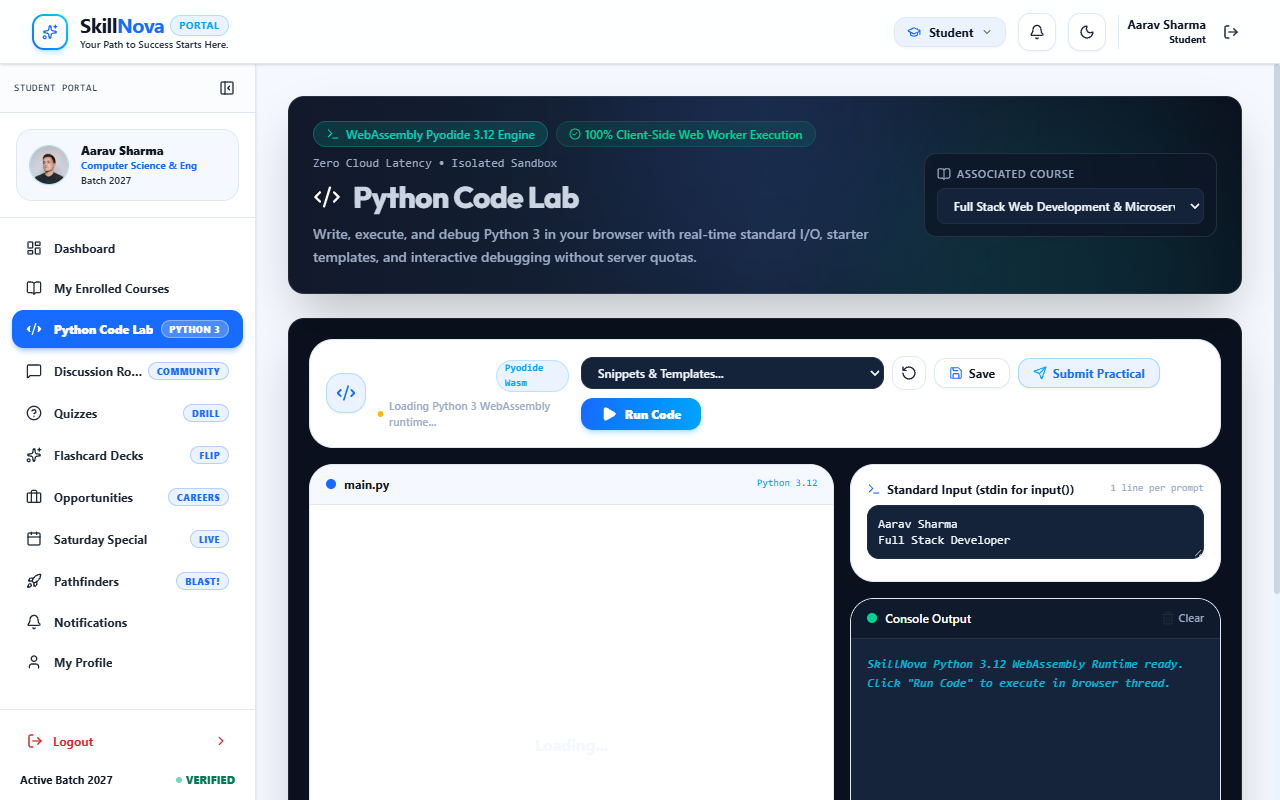 SkillNova PORTAL
Your Path to Success Starts Here.
Student
Aarav Sharma
Student
STUDENT PORTAL
Aarav Sharma
Computer Science & Eng
Batch 2027
Dashboard
My Enrolled Courses
Python Code Lab PYTHON 3
Discussion Ro... COMMUNITY
Quizzes DRILL
Flashcard Decks FLIP
Opportunities CAREERS
Saturday Special LIVE
Pathfinders BLAST!
Notifications
My Profile
Logout
Active Batch 2027 VERIFIED
WebAssembly Pyodide 3.12 Engine
100% Client-Side Web Worker Execution
Zero Cloud Latency • Isolated Sandbox
</> Python Code Lab
Write, execute, and debug Python 3 in your browser with real-time standard I/O, starter
templates, and interactive debugging without server quotas.
ASSOCIATED COURSE
Full Stack Web Development & Microser
Pyodide
Wasm
Loading Python 3 WebAssembly
runtime...
Snippets & Templates...
Save
Submit Practical
Run Code
main.py
Python 3.12
Loading...
Standard Input (stdin for input())
1 line per prompt
Aarav Sharma
Full Stack Developer
Console Output
Clear
SkillNova Python 3.12 WebAssembly Runtime ready.
Click "Run Code" to execute in browser thread.